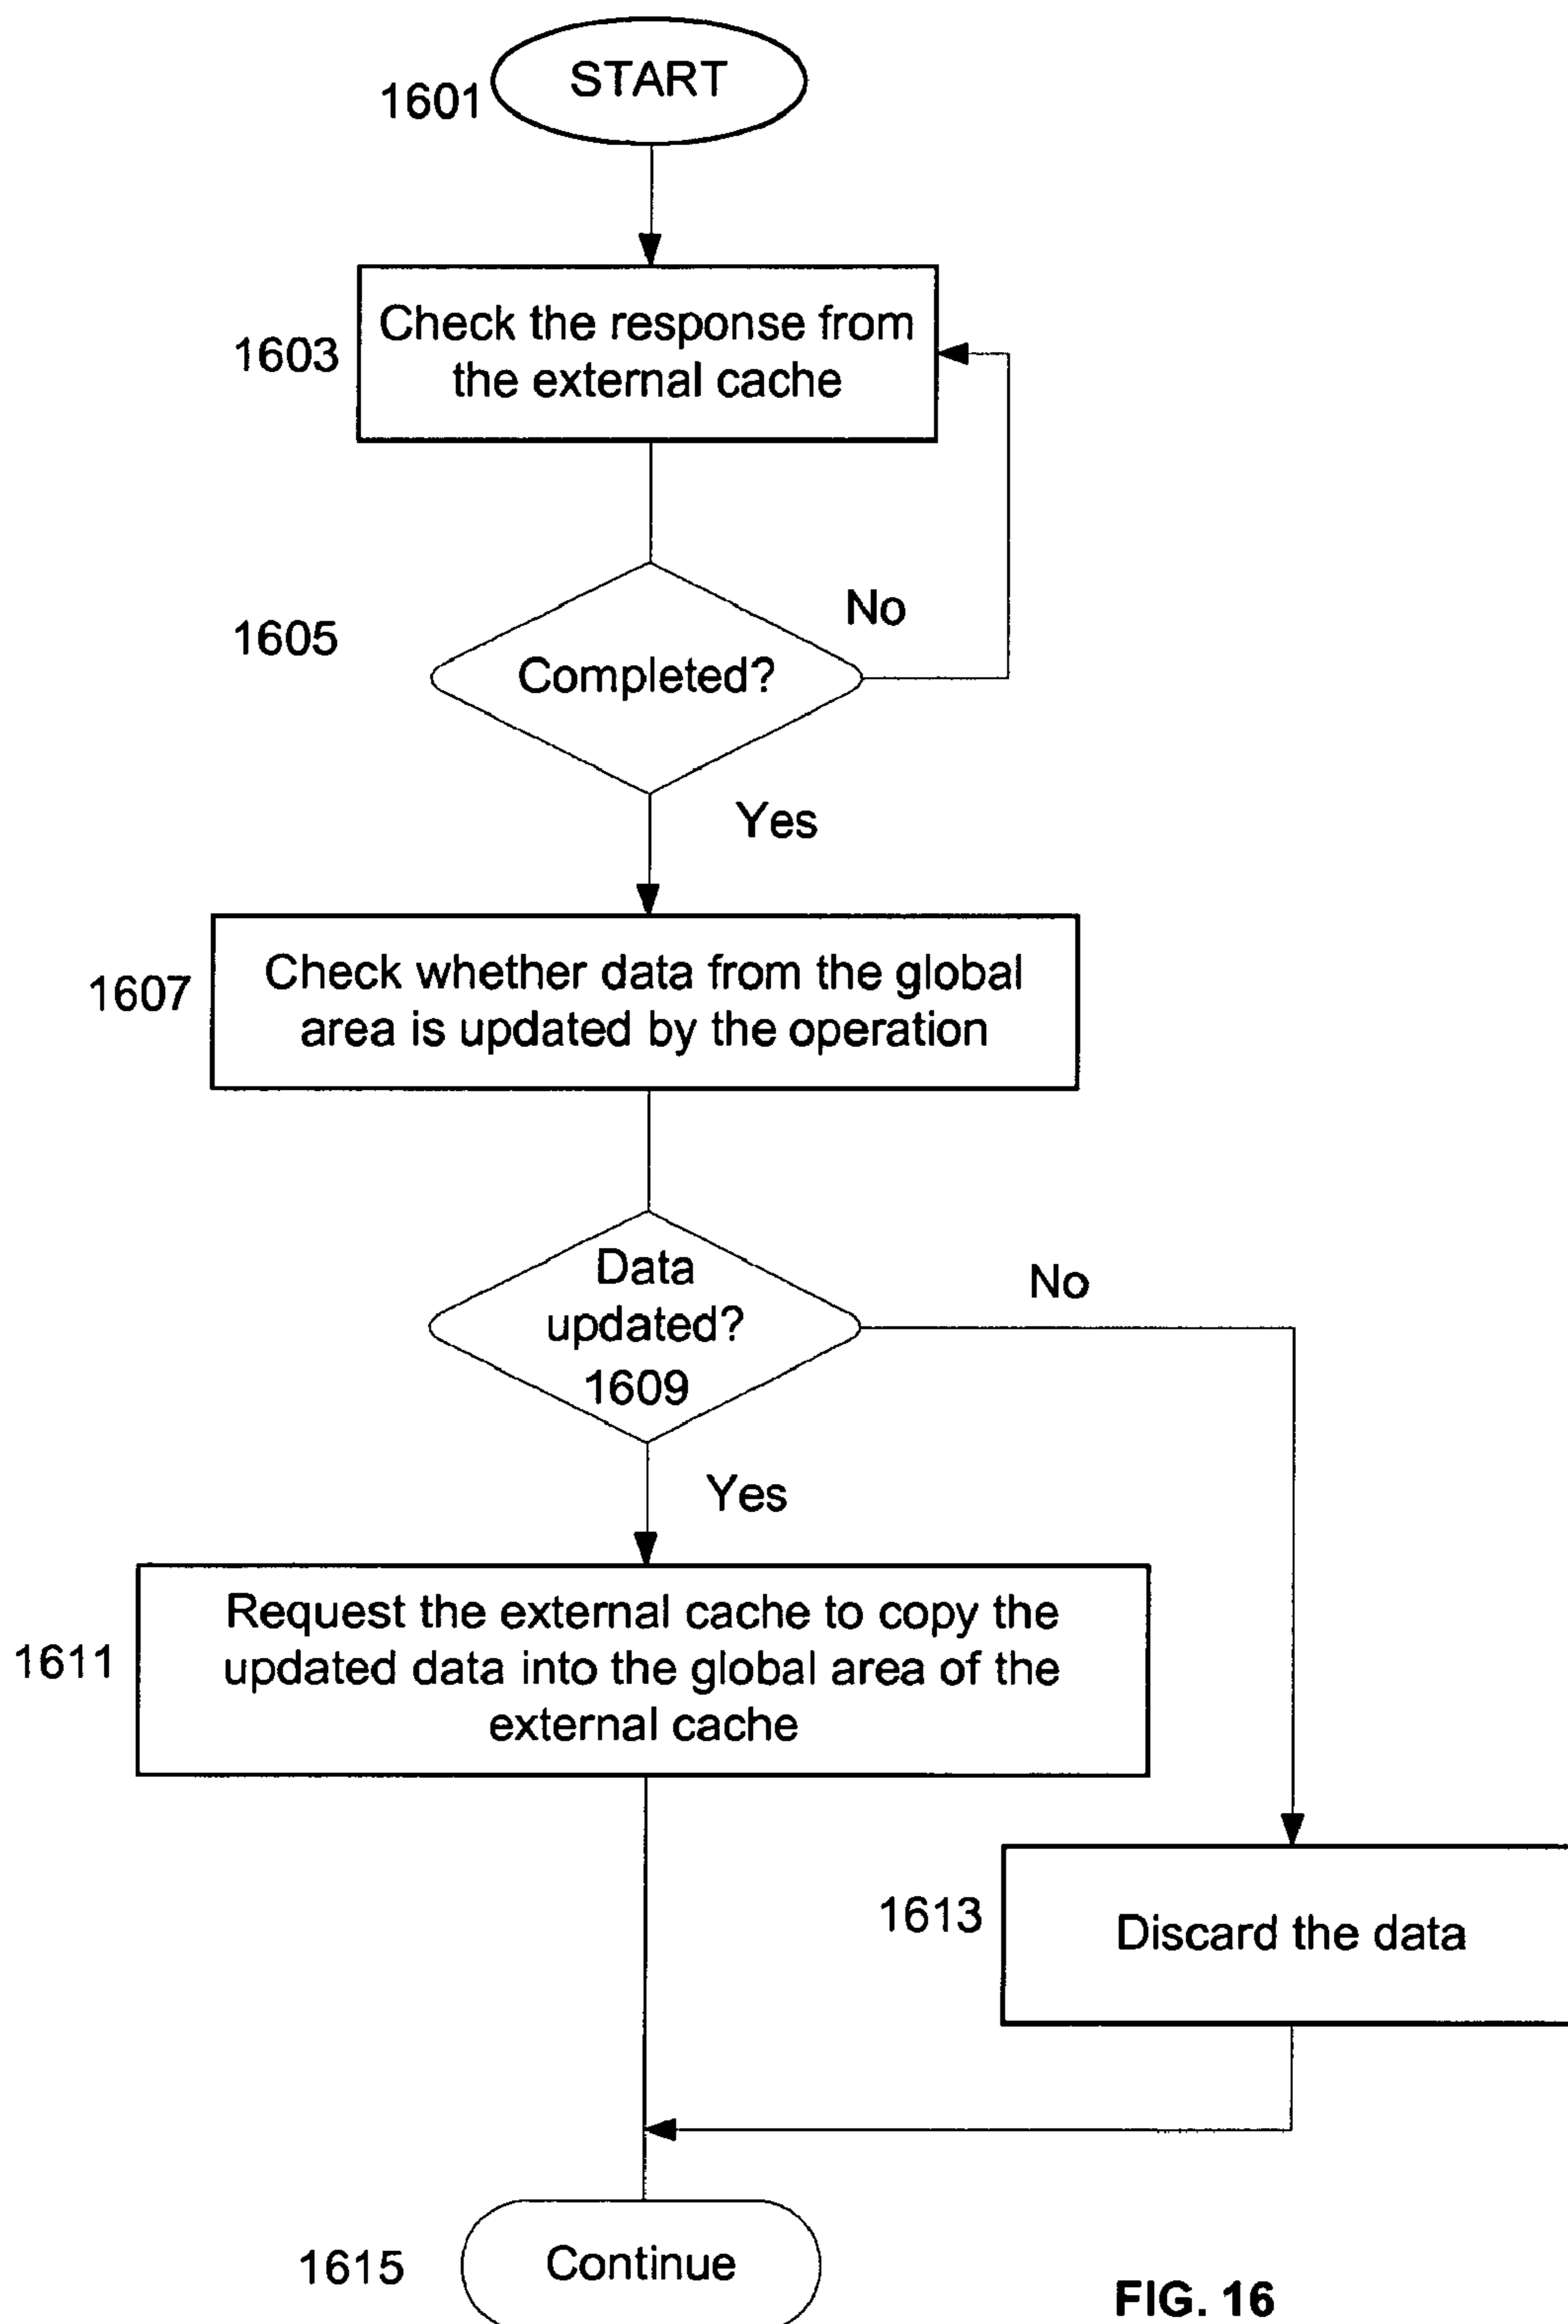 1601
START
1603
Check the response from
the external cache
No
1605
Completed?
Yes
1607
Check whether data from the global
area is updated by the operation
Data
updated?
1609
No
Yes
1611
Request the external cache to copy the
updated data into the global area of the
external cache
1613
Discard the data
1615
Continue
FIG. 16